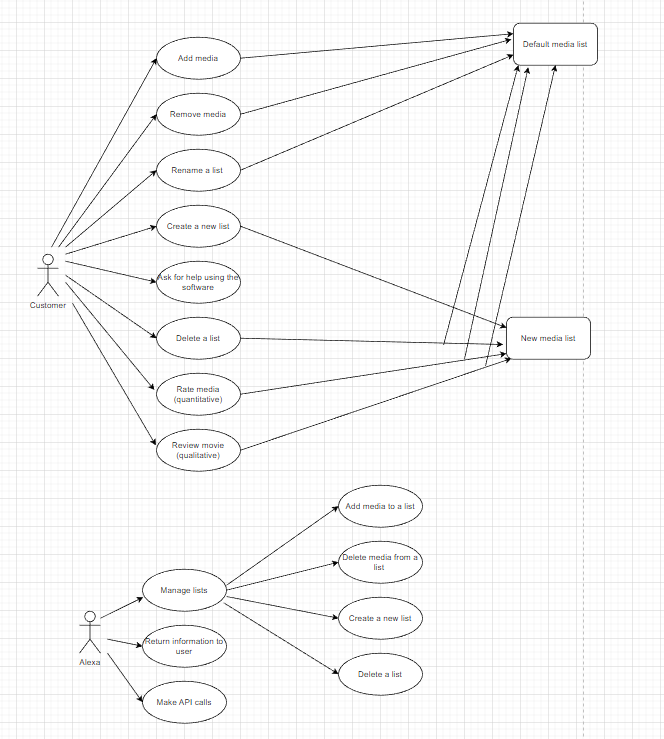 Add media
Default media list
Remove media
Rename a list
Create a new list
Ask for help using the
software
Customer
Delete a list
New media list
Rate media
(quantitative)
Review movie
(qualitative)
Add media to a list
Delete media from a
list
Manage lists
Create a new list
Return information to
user
Alexa
Delete a list
Make API calls